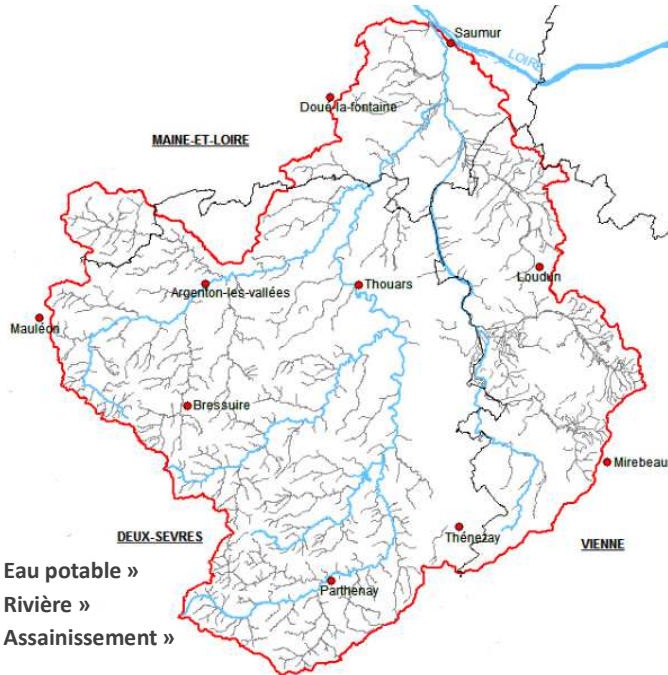 Saumur
LOIRE
Doué-la-fontaine
MAINE-ET-LOIRE
Loudun
Argenton-les-vallées
Thouars
Mauléon
Bressuire
Mirebeau
Thénezay
DEUX-SEVRES
VIENNE
Eau potable »
Parthenay
Rivière »
Assainissement »